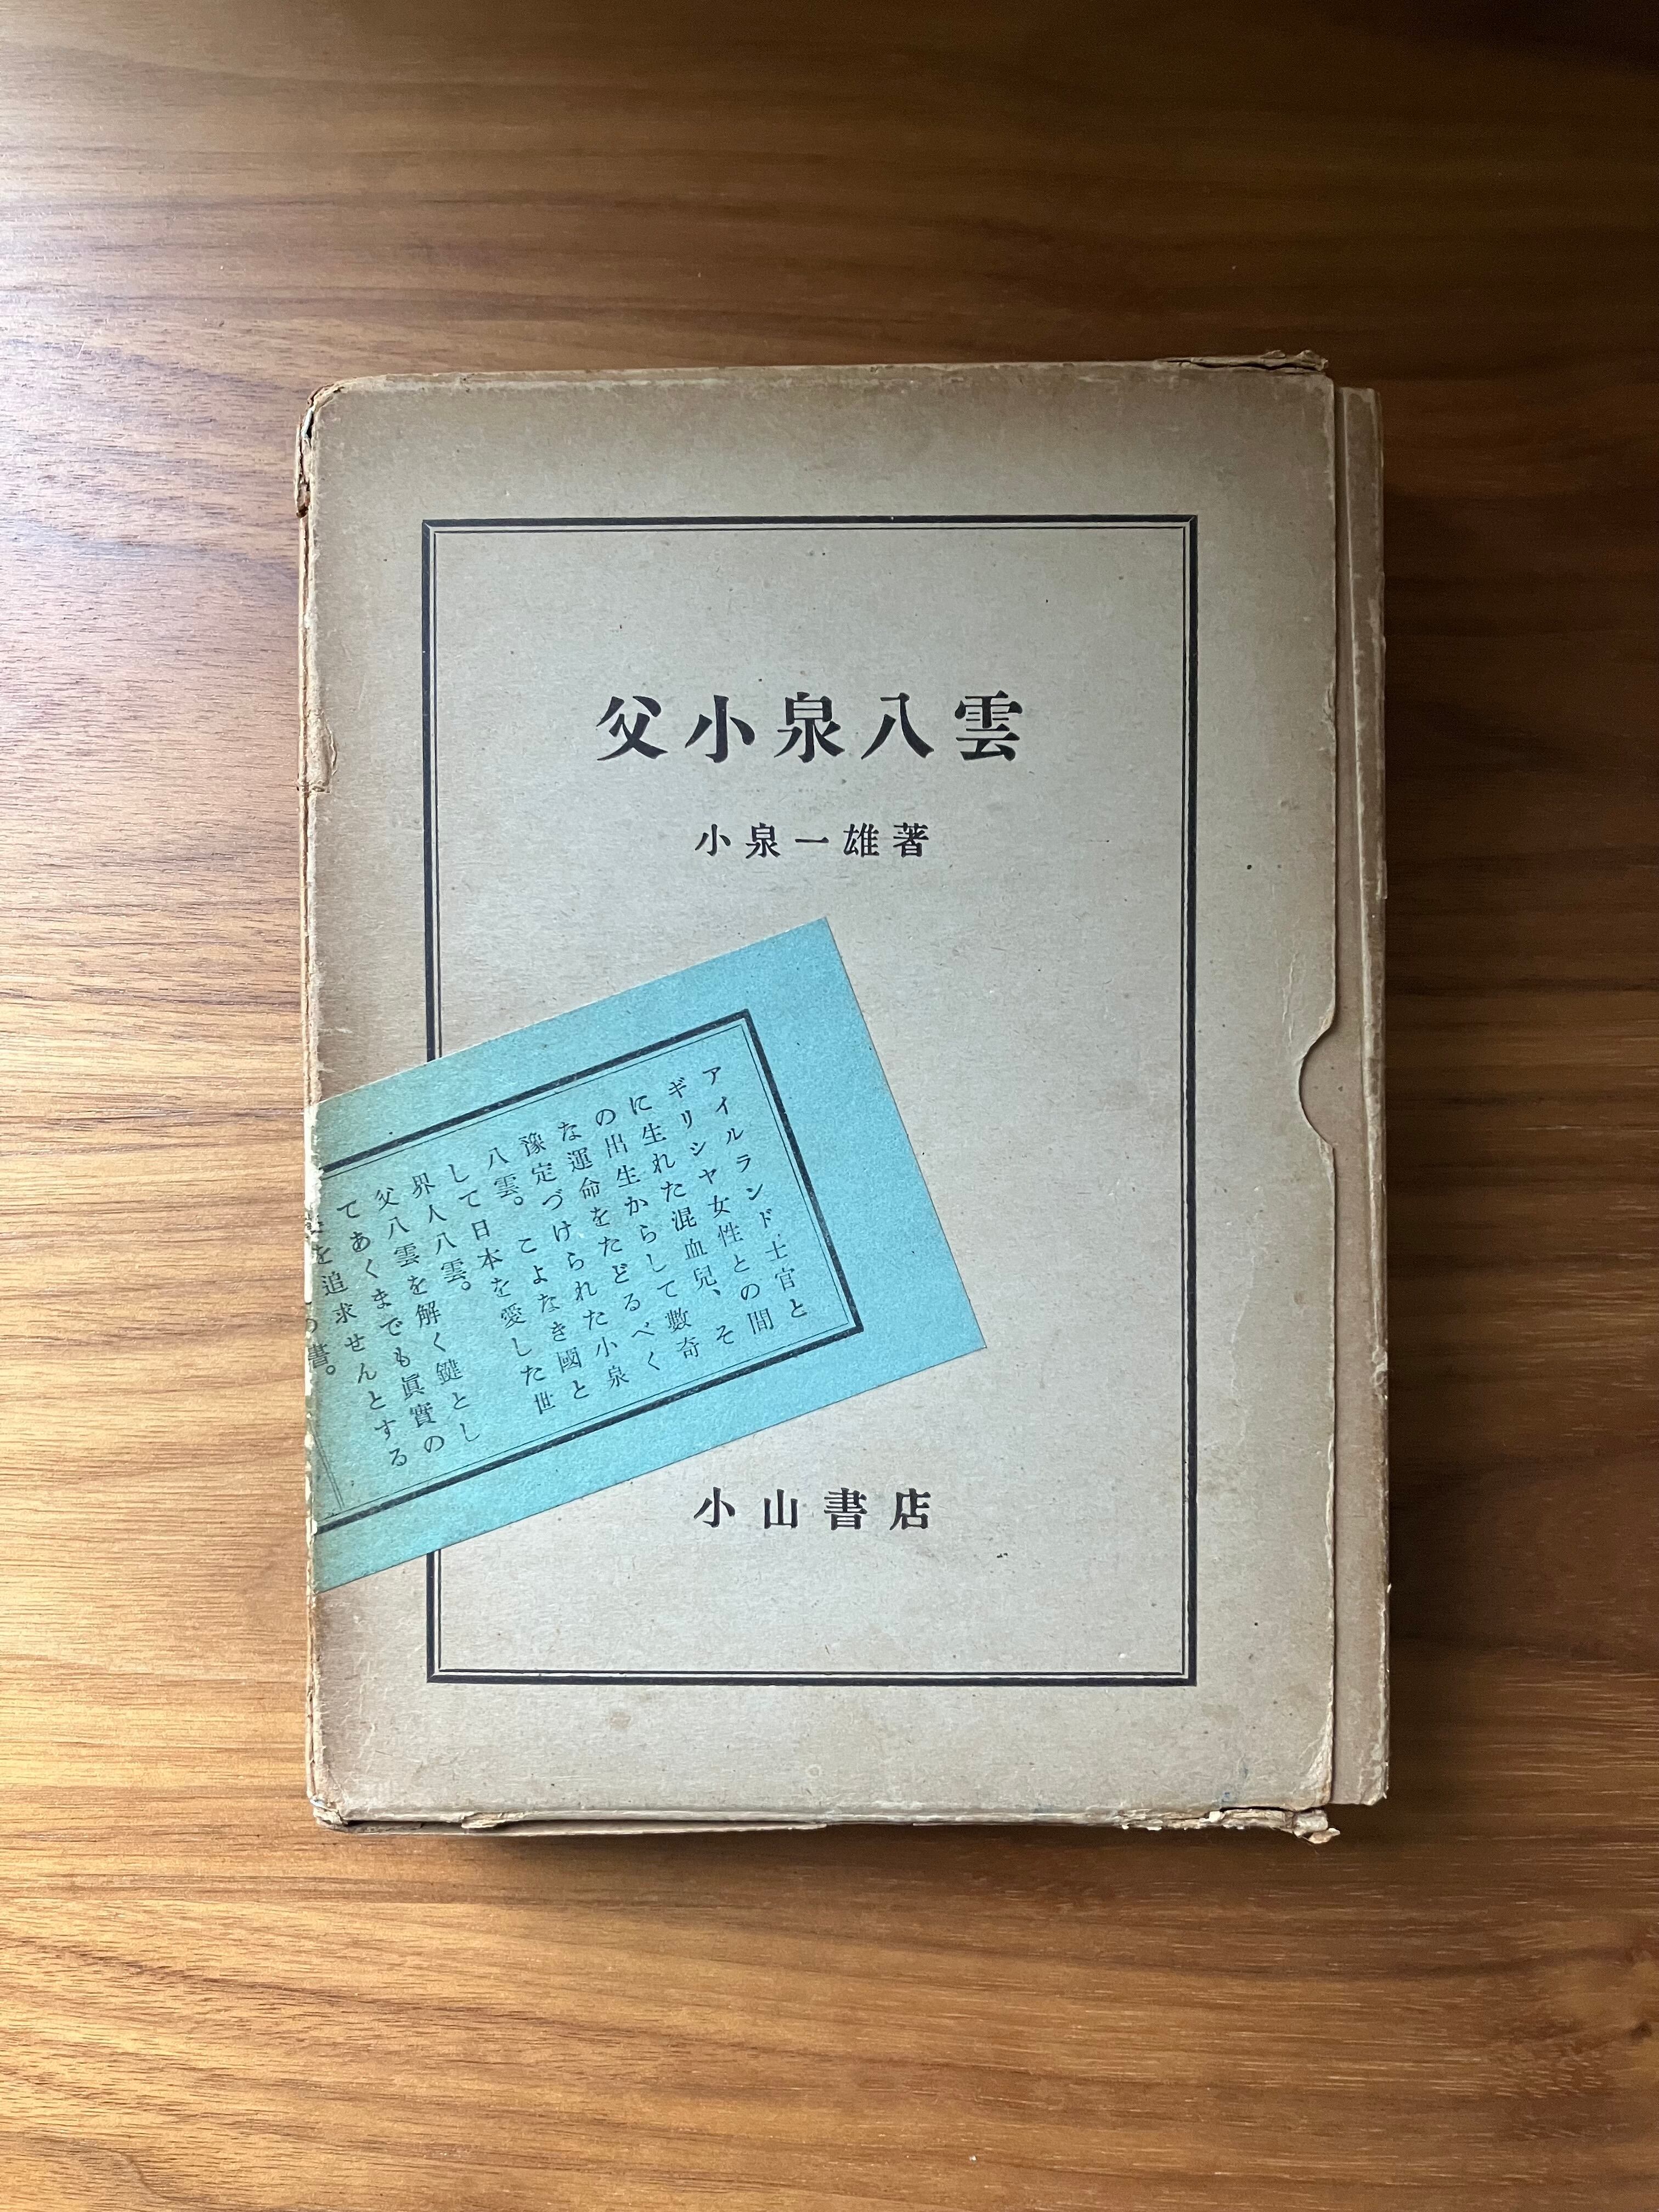 父小泉八雲
小泉一雄著
アイルランド士官と
ギリシヤ女性との間
に生れた混血兒、そ
の出生からして數奇
な運命をたどるべく
豫定づけられた小泉
八雲。こよなき國と
して日本を愛した世
界人八雲。
父八雲を解く鍵とし
てあくまでも眞實の
を追求せんとする
書。
小山書店